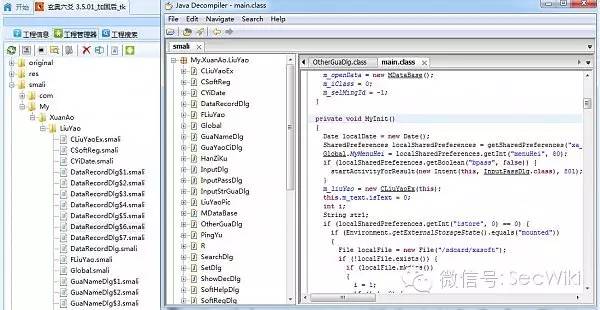 开始
玄奥六爻 3.5.01_加固后_tk
工程信息
工程管理器
工程搜索
original
res
smali
com
My
XuanAo
LiuYao
CLiuYaoEx.smali
CSoftReg.smali
CYiDate.smali
DataRecordDlg$1.smali
DataRecordDlg$2.smali
DataRecordDlg$3.smali
DataRecordDlg$4.smali
DataRecordDlg$5.smali
DataRecordDlg$6.smali
DataRecordDlg$7.smali
DataRecordDlg.smali
FLiuYao.smali
Global.smali
GuaNameDlg$1.smali
GuaNameDlg$2.smali
GuaNameDlg$3.smali
Java Decompiler - main.class
File Edit Navigate Search Help
smali
My.XuanAo.LiuYao
CLiuYaoEx
CSoftReg
CYiDate
DataRecordDlg
FLiuYao
Global
GuaNameDlg
GuaYaoCiDlg
HanZiKu
InputDlg
InputPassDlg
InputStrGuaDlg
LiuYaoPic
MDataBase
OtherGuaDlg
PingYu
R
SearchDlg
SetDlg
ShowDecDlg
SoftHelpDlg
SoftRegDlg
OtherGuaDlg.class
main.class
m_openData = new MDataBase();
m_iClass = 0;
m_selMingId = -1;
}
private void MyInit()
{
Date localDate = new Date();
SharedPreferences localSharedPreferences = getSharedPreferences("xa_
Global.MyMenuHei = localSharedPreferences.getInt("menuHei", 80);
if (localSharedPreferences.getBoolean("bpass", false)) {
startActivityForResult(new Intent(this, InputPassDlg.class), 801);
}
m_liuYao = new CLiuYaoEx(this);
this.m_text.isText = 0;
int i;
String str1;
if (localSharedPreferences.getInt("istore", 0) == 0) {
if (Environment.getExternalStorageState().equals("mounted"))
{
File localFile = new File("/sdcard/xasoft");
if (!localFile.exists()) {
if (localFile.mkdirs())
{
i = 1;
微信号: SecWiki